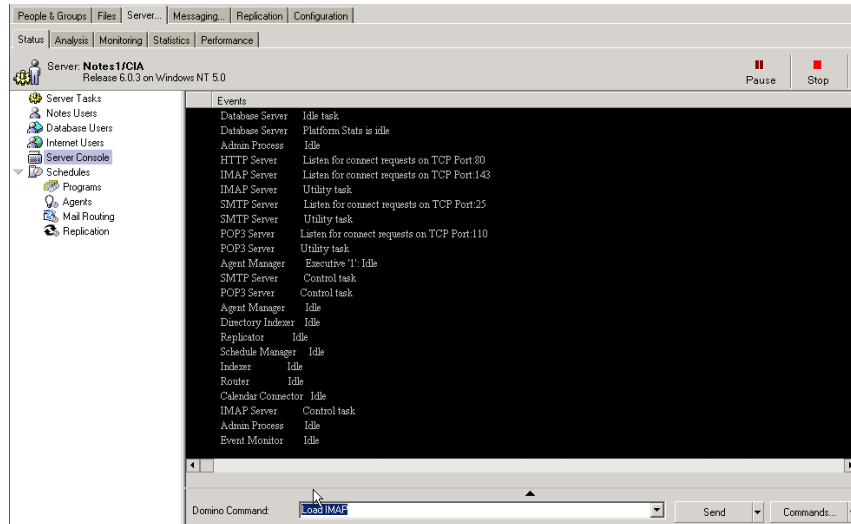 People & Groups Files Server... Messaging... Replication Configuration
Status Analysis Monitoring Statistics Performance
Server: Notes1/CIA
Release 6.0.3 on Windows NT 5.0
Pause Stop
Server Tasks
Notes Users
Database Users
Internet Users
Server Console
Schedules
Programs
Agents
Mail Routing
Replication
Events
Database Server Idle task
Database Server Platform Stats is idle
Admin Process Idle
HTTP Server Listen for connect requests on TCP Port:80
IMAP Server Listen for connect requests on TCP Port:143
IMAP Server Utility task
SMTP Server Listen for connect requests on TCP Port:25
SMTP Server Utility task
POP3 Server Listen for connect requests on TCP Port:110
POP3 Server Utility task
Agent Manager Executive '1': Idle
SMTP Server Control task
POP3 Server Control task
Agent Manager Idle
Directory Indexer Idle
Replicator Idle
Schedule Manager Idle
Indexer Idle
Router Idle
Calendar Connector Idle
IMAP Server Control task
Admin Process Idle
Event Monitor Idle
Domino Command: Load IMAP Send Commands...